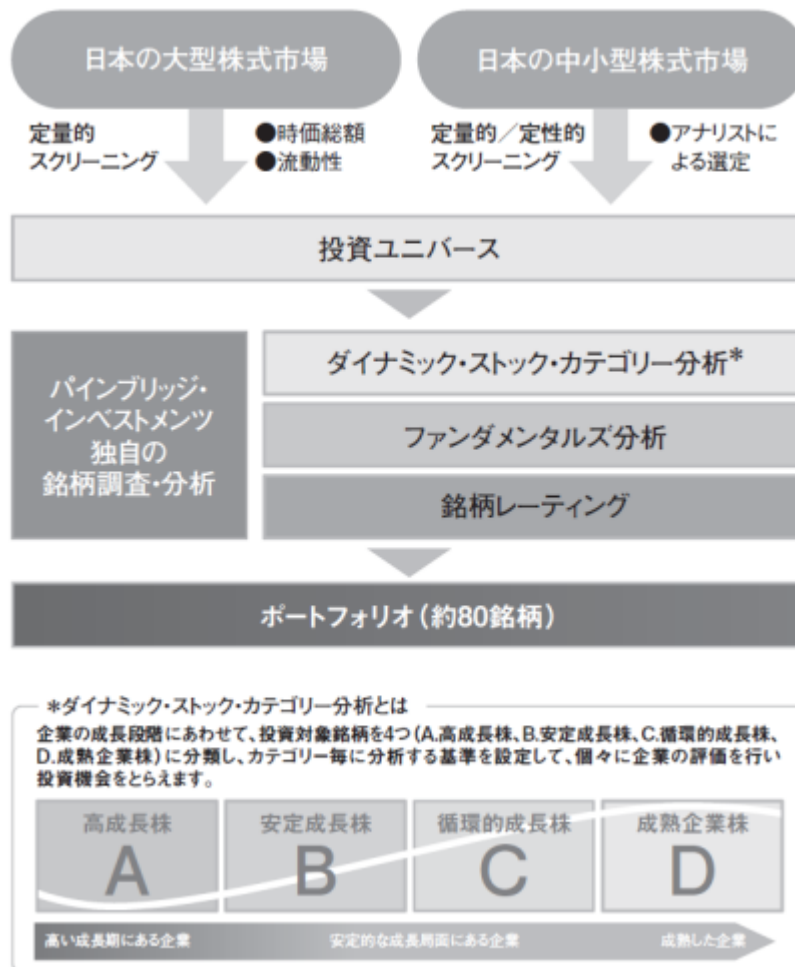 日本の大型株式市場
日本の中小型株式市場
定量的
スクリーニング
●時価総額
●流動性
定量的／定性的
スクリーニング
●アナリストに
よる選定
投資ユニバース
パインブリッジ・
インベストメンツ
独自の
銘柄調査・分析
ダイナミック・ストック・カテゴリー分析*
ファンダメンタルズ分析
銘柄レーティング
ポートフォリオ（約80銘柄）
*ダイナミック・ストック・カテゴリー分析とは
企業の成長段階にあわせて、投資対象銘柄を4つ（A.高成長株、B.安定成長株、C.循環的成長株、
D.成熟企業株）に分類し、カテゴリー毎に分析する基準を設定して、個々に企業の評価を行い
投資機会をとらえます。
高成長株
A
安定成長株
B
循環的成長株
C
成熟企業株
D
高い成長期にある企業
安定的な成長局面にある企業
成熟した企業